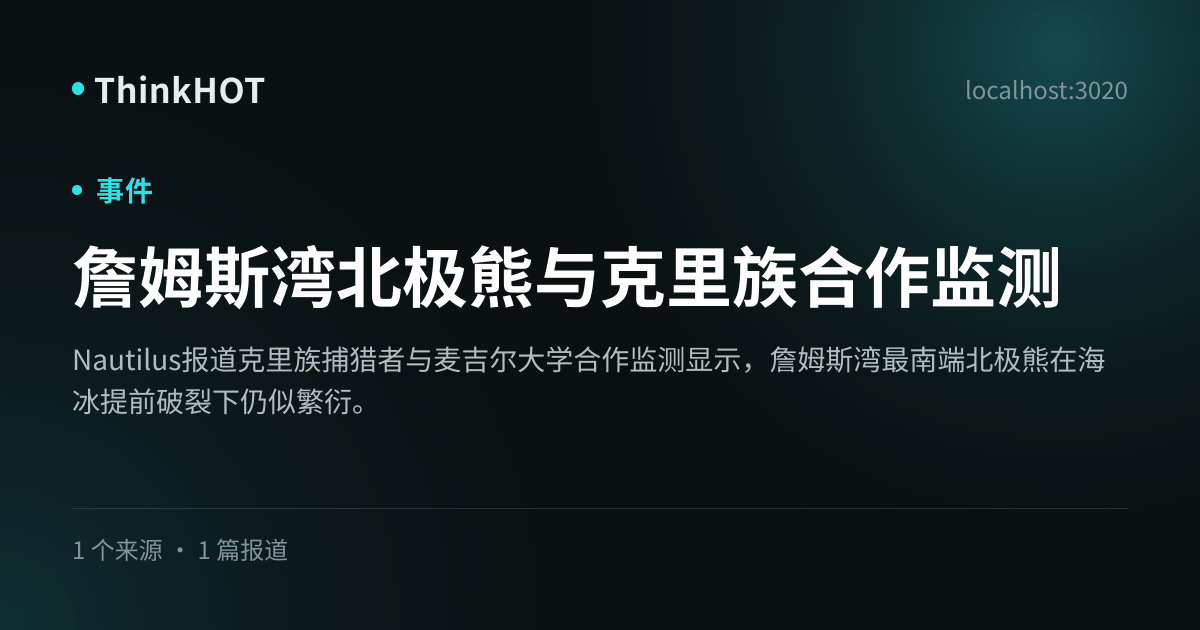 ThinkHOT
localhost:3020
事件
詹姆斯湾北极熊与克里族合作监测
Nautilus报道克里族捕猎者与麦吉尔大学合作监测显示，詹姆斯湾最南端北极熊在海
冰提前破裂下仍似繁衍。
1 个来源 · 1 篇报道